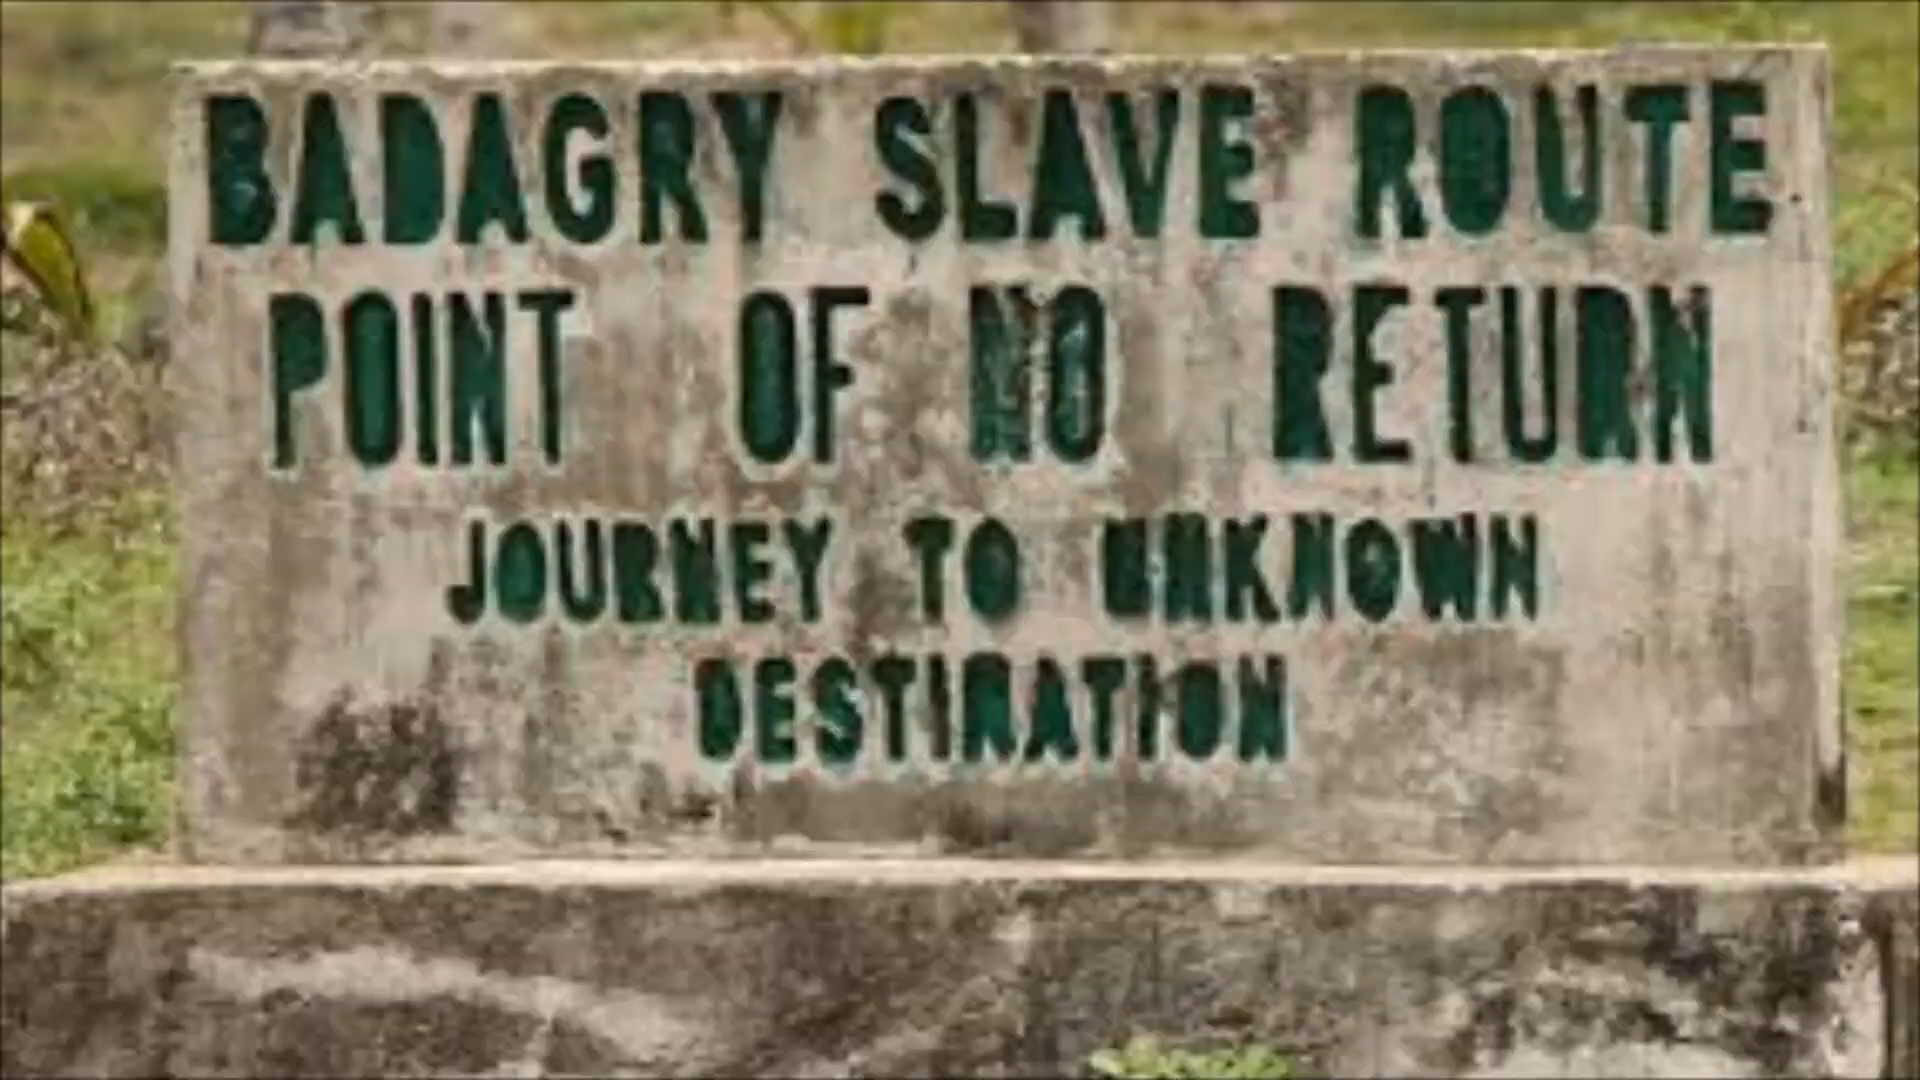 BADAGRY SLAVE ROUTE
POINT OF NO RETURN
JOURNEY TO UNKNOWN
DESTINATION